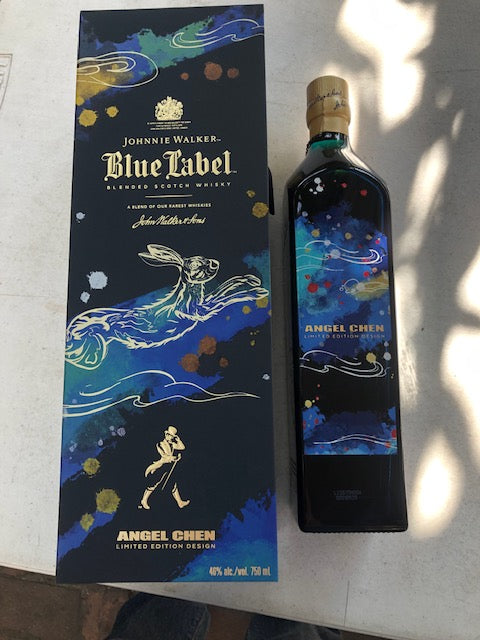 JOHNNIE WALKER
Blue Label
BLENDED SCOTCH WHISKY
A BLEND OF OUR RAREST WHISKIES
John Walker & Sons
ANGEL CHEN
LIMITED EDITION DESIGN
40% alc./vol. 750 ml
ANGEL CHEN
LIMITED EDITION DESIGN